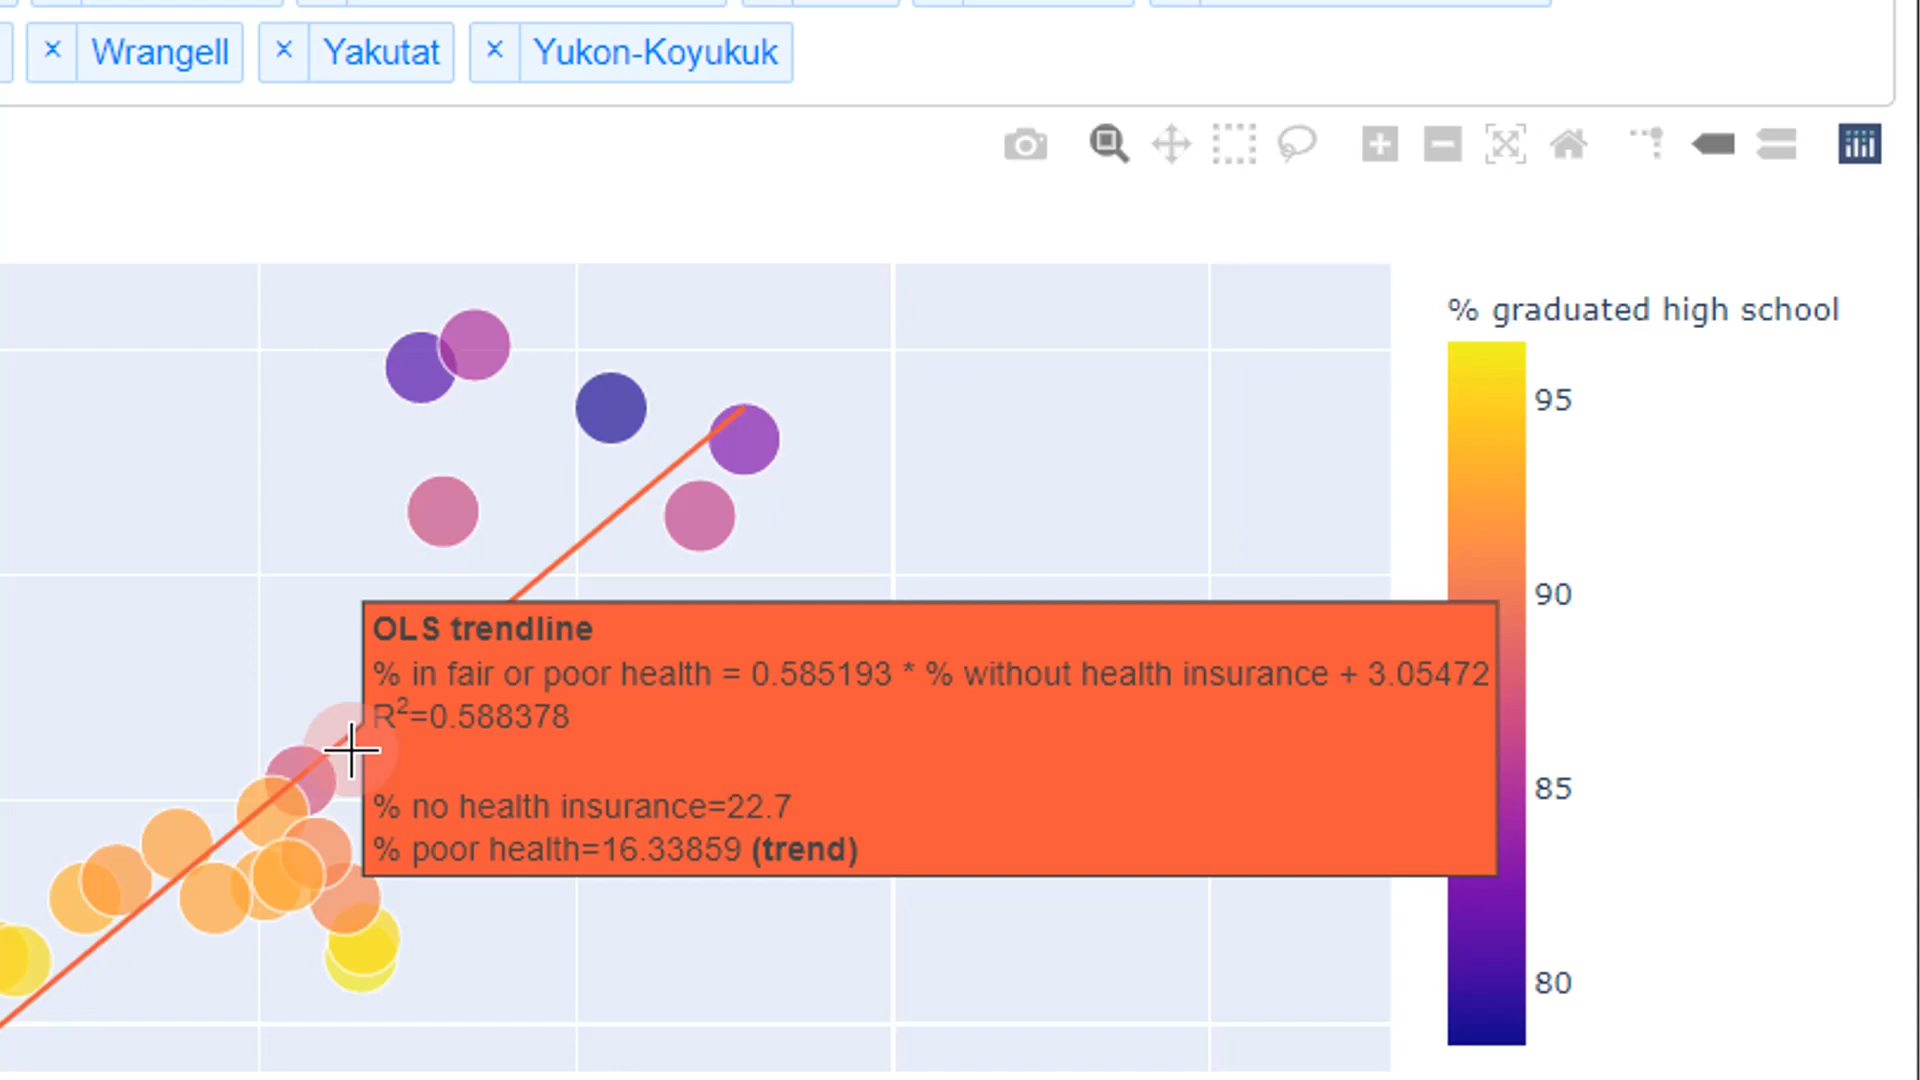 × Wrangell × Yakutat × Yukon-Koyukuk
% graduated high school
95
90
85
80
OLS trendline
% in fair or poor health = 0.585193 * % without health insurance + 3.05472
R²=0.588378
% no health insurance=22.7
% poor health=16.33859 (trend)